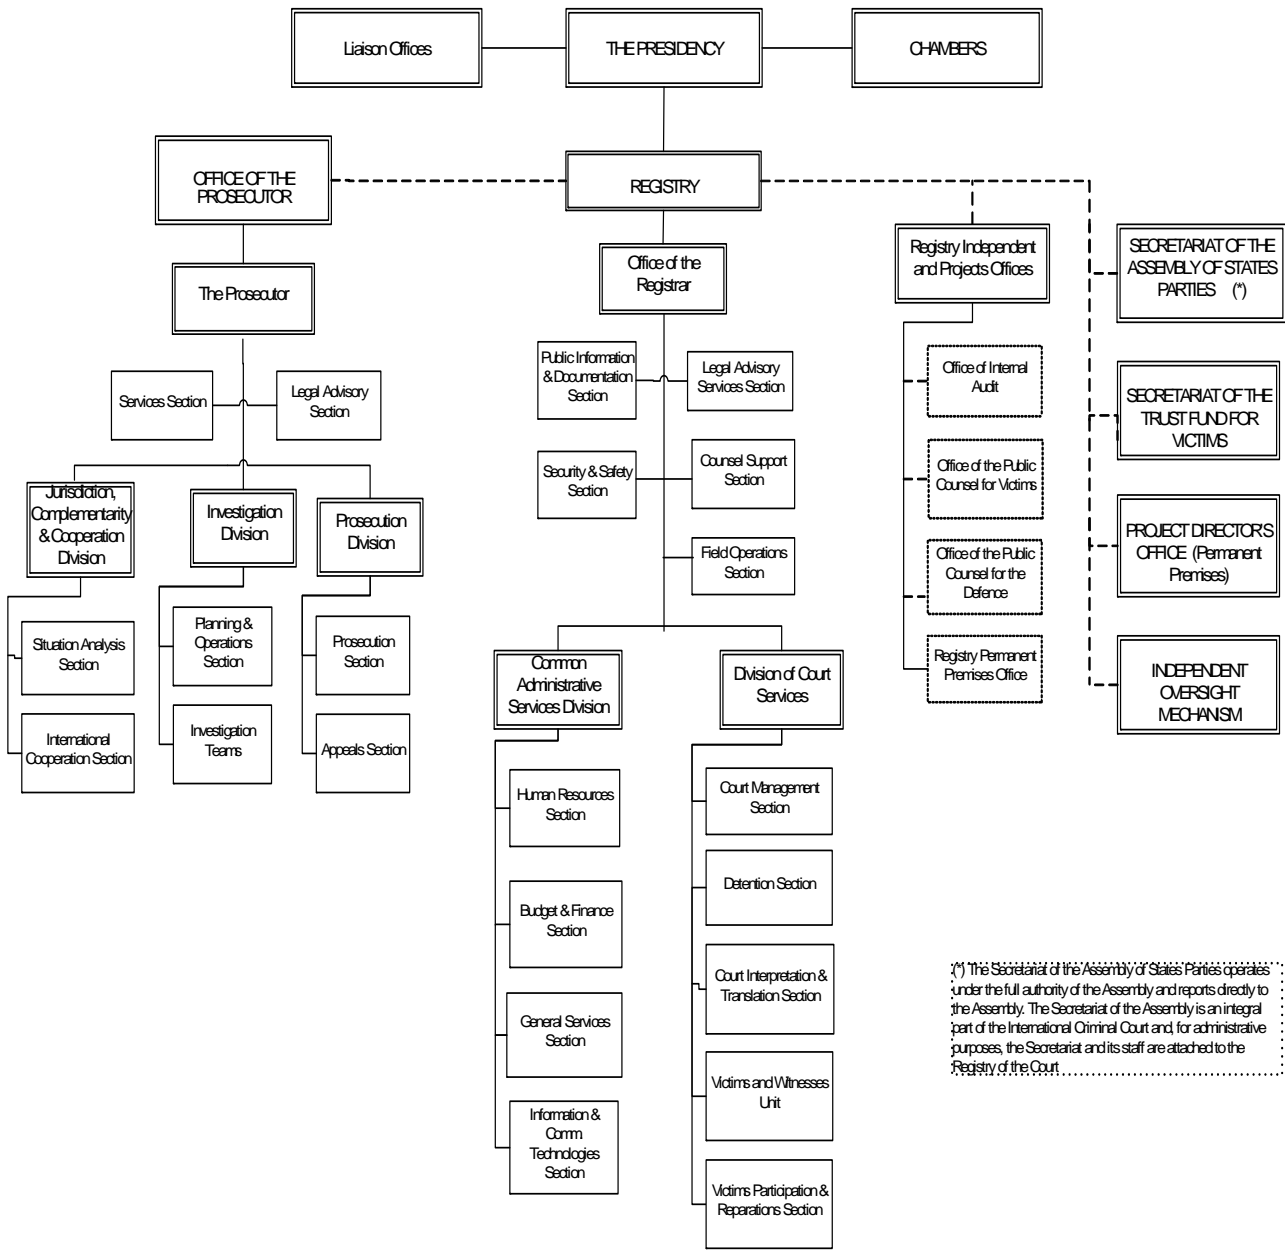 Liaison Offices
THE PRESIDENCY
CHAMBERS
OFFICE OF THE
PROSECUTOR
REGISTRY
The Prosecutor
Office of the
Registrar
Registry Independent
and Projects Offices
SECRETARIAT OF THE
ASSEMBLY OF STATES
PARTIES (*)
Services Section
Legal Advisory
Section
Public Information
& Documentation
Section
Legal Advisory
Services Section
Office of Internal
Audit
SECRETARIAT OF THE
TRUST FUND FOR
VICTIMS
Security & Safety
Section
Counsel Support
Section
Office of the Public
Counsel for Victims
Jurisdiction,
Complementarity
& Cooperation
Division
Investigation
Division
Prosecution
Division
Field Operations
Section
Office of the Public
Counsel for the
Defence
PROJECT DIRECTOR'S
OFFICE (Permanent
Premises)
Situation Analysis
Section
Planning &
Operations
Section
Prosecution
Section
Common
Administrative
Services Division
Division of Court
Services
Registry Permanent
Premises Office
INDEPENDENT
OVERSIGHT
MECHANISM
International
Cooperation Section
Investigation
Teams
Appeals Section
Human Resources
Section
Court Management
Section
Budget & Finance
Section
Detention Section
General Services
Section
Court Interpretation &
Translation Section
Information &
Comm.
Technologies
Section
Victims and Witnesses
Unit
Victims Participation &
Reparations Section
(*) The Secretariat of the Assembly of States Parties operates
under the full authority of the Assembly and reports directly to
the Assembly. The Secretariat of the Assembly is an integral
part of the International Criminal Court and, for administrative
purposes, the Secretariat and its staff are attached to the
Registry of the Court